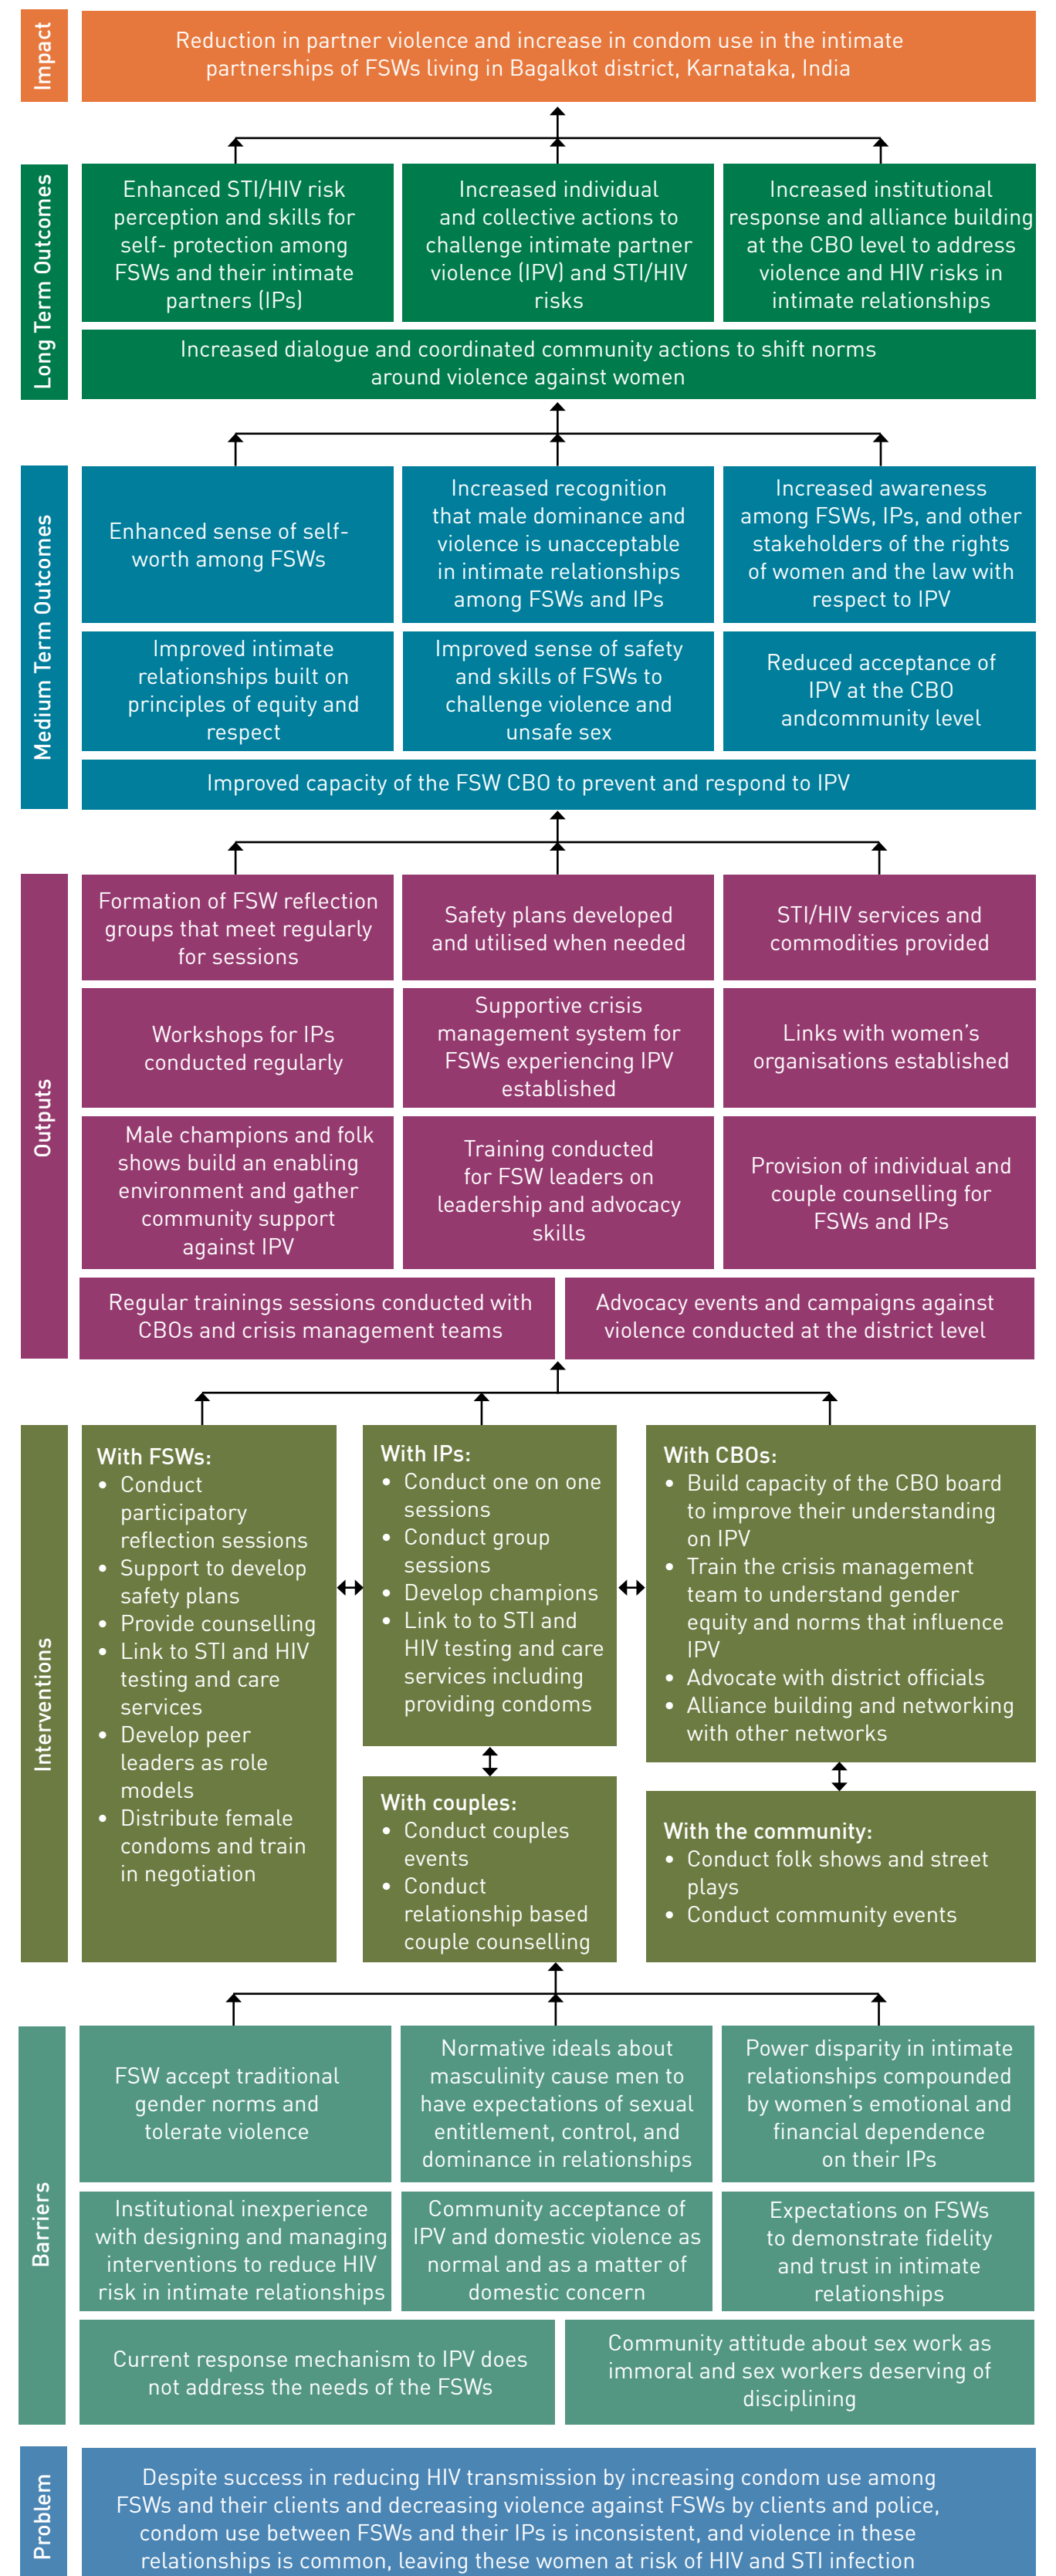 Impact
Reduction in partner violence and increase in condom use in the intimate
partnerships of FSWs living in Bagalkot district, Karnataka, India
Long Term Outcomes
Enhanced STI/HIV risk
perception and skills for
self- protection among
FSWs and their intimate
partners (IPs)
Increased individual
and collective actions to
challenge intimate partner
violence (IPV) and STI/HIV
risks
Increased institutional
response and alliance building
at the CBO level to address
violence and HIV risks in
intimate relationships
Increased dialogue and coordinated community actions to shift norms
around violence against women
Medium Term Outcomes
Enhanced sense of self-
worth among FSWs
Increased recognition
that male dominance and
violence is unacceptable
in intimate relationships
among FSWs and IPs
Increased awareness
among FSWs, IPs, and other
stakeholders of the rights
of women and the law with
respect to IPV
Improved intimate
relationships built on
principles of equity and
respect
Improved sense of safety
and skills of FSWs to
challenge violence and
unsafe sex
Reduced acceptance of
IPV at the CBO
andcommunity level
Improved capacity of the FSW CBO to prevent and respond to IPV
Outputs
Formation of FSW reflection
groups that meet regularly
for sessions
Safety plans developed
and utilised when needed
STI/HIV services and
commodities provided
Workshops for IPs
conducted regularly
Supportive crisis
management system for
FSWs experiencing IPV
established
Links with women's
organisations established
Male champions and folk
shows build an enabling
environment and gather
community support
against IPV
Training conducted
for FSW leaders on
leadership and advocacy
skills
Provision of individual and
couple counselling for
FSWs and IPs
Regular trainings sessions conducted with
CBOs and crisis management teams
Advocacy events and campaigns against
violence conducted at the district level
Interventions
With FSWs:
• Conduct
participatory
reflection sessions
• Support to develop
safety plans
• Provide counselling
• Link to STI and HIV
testing and care
services
• Develop peer
leaders as role
models
• Distribute female
condoms and train
in negotiation
With IPs:
• Conduct one on one
sessions
• Conduct group
sessions
• Develop champions
• Link to to STI and
HIV testing and care
services including
providing condoms
With couples:
• Conduct couples
events
• Conduct
relationship based
couple counselling
With CBOs:
• Build capacity of the CBO board
to improve their understanding
on IPV
• Train the crisis management
team to understand gender
equity and norms that influence
IPV
• Advocate with district officials
• Alliance building and networking
with other networks
With the community:
• Conduct folk shows and street
plays
• Conduct community events
Barriers
FSW accept traditional
gender norms and
tolerate violence
Normative ideals about
masculinity cause men to
have expectations of sexual
entitlement, control, and
dominance in relationships
Power disparity in intimate
relationships compounded
by women's emotional and
financial dependence
on their IPs
Institutional inexperience
with designing and managing
interventions to reduce HIV
risk in intimate relationships
Community acceptance of
IPV and domestic violence as
normal and as a matter of
domestic concern
Expectations on FSWs
to demonstrate fidelity
and trust in intimate
relationships
Current response mechanism to IPV does
not address the needs of the FSWs
Community attitude about sex work as
immoral and sex workers deserving of
disciplining
Problem
Despite success in reducing HIV transmission by increasing condom use among
FSWs and their clients and decreasing violence against FSWs by clients and police,
condom use between FSWs and their IPs is inconsistent, and violence in these
relationships is common, leaving these women at risk of HIV and STI infection